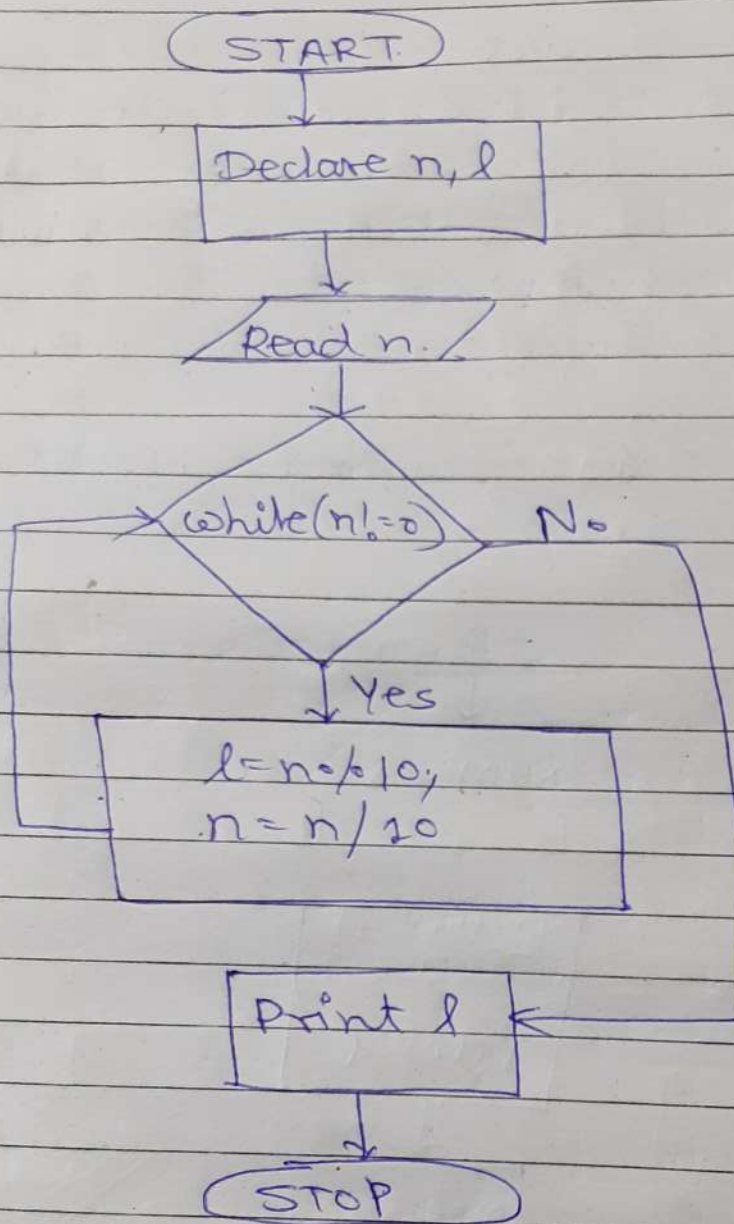 START
Declare n, l
Read n.
while(n!=0)
No
Yes
l=n%10;
n=n/10
Print l
STOP